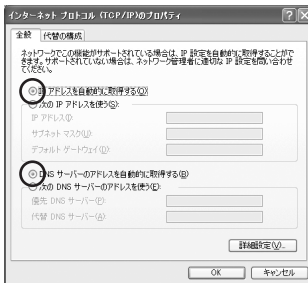 インターネット プロトコル (TCP/IP)のプロパティ
全般 代替の構成
ネットワークでこの機能がサポートされている場合は、IP 設定を自動的に取得することがで
きます。サポートされていない場合は、ネットワーク管理者に適切な IP 設定を問い合わせ
てください。
IP アドレスを自動的に取得する(O)
次の IP アドレスを使う(S):
IP アドレス(I):
サブネット マスク(U):
デフォルト ゲートウェイ(D):
DNS サーバーのアドレスを自動的に取得する(B)
次の DNS サーバーのアドレスを使う(E):
優先 DNS サーバー(P):
代替 DNS サーバー(A):
詳細設定(V)...
OK キャンセル